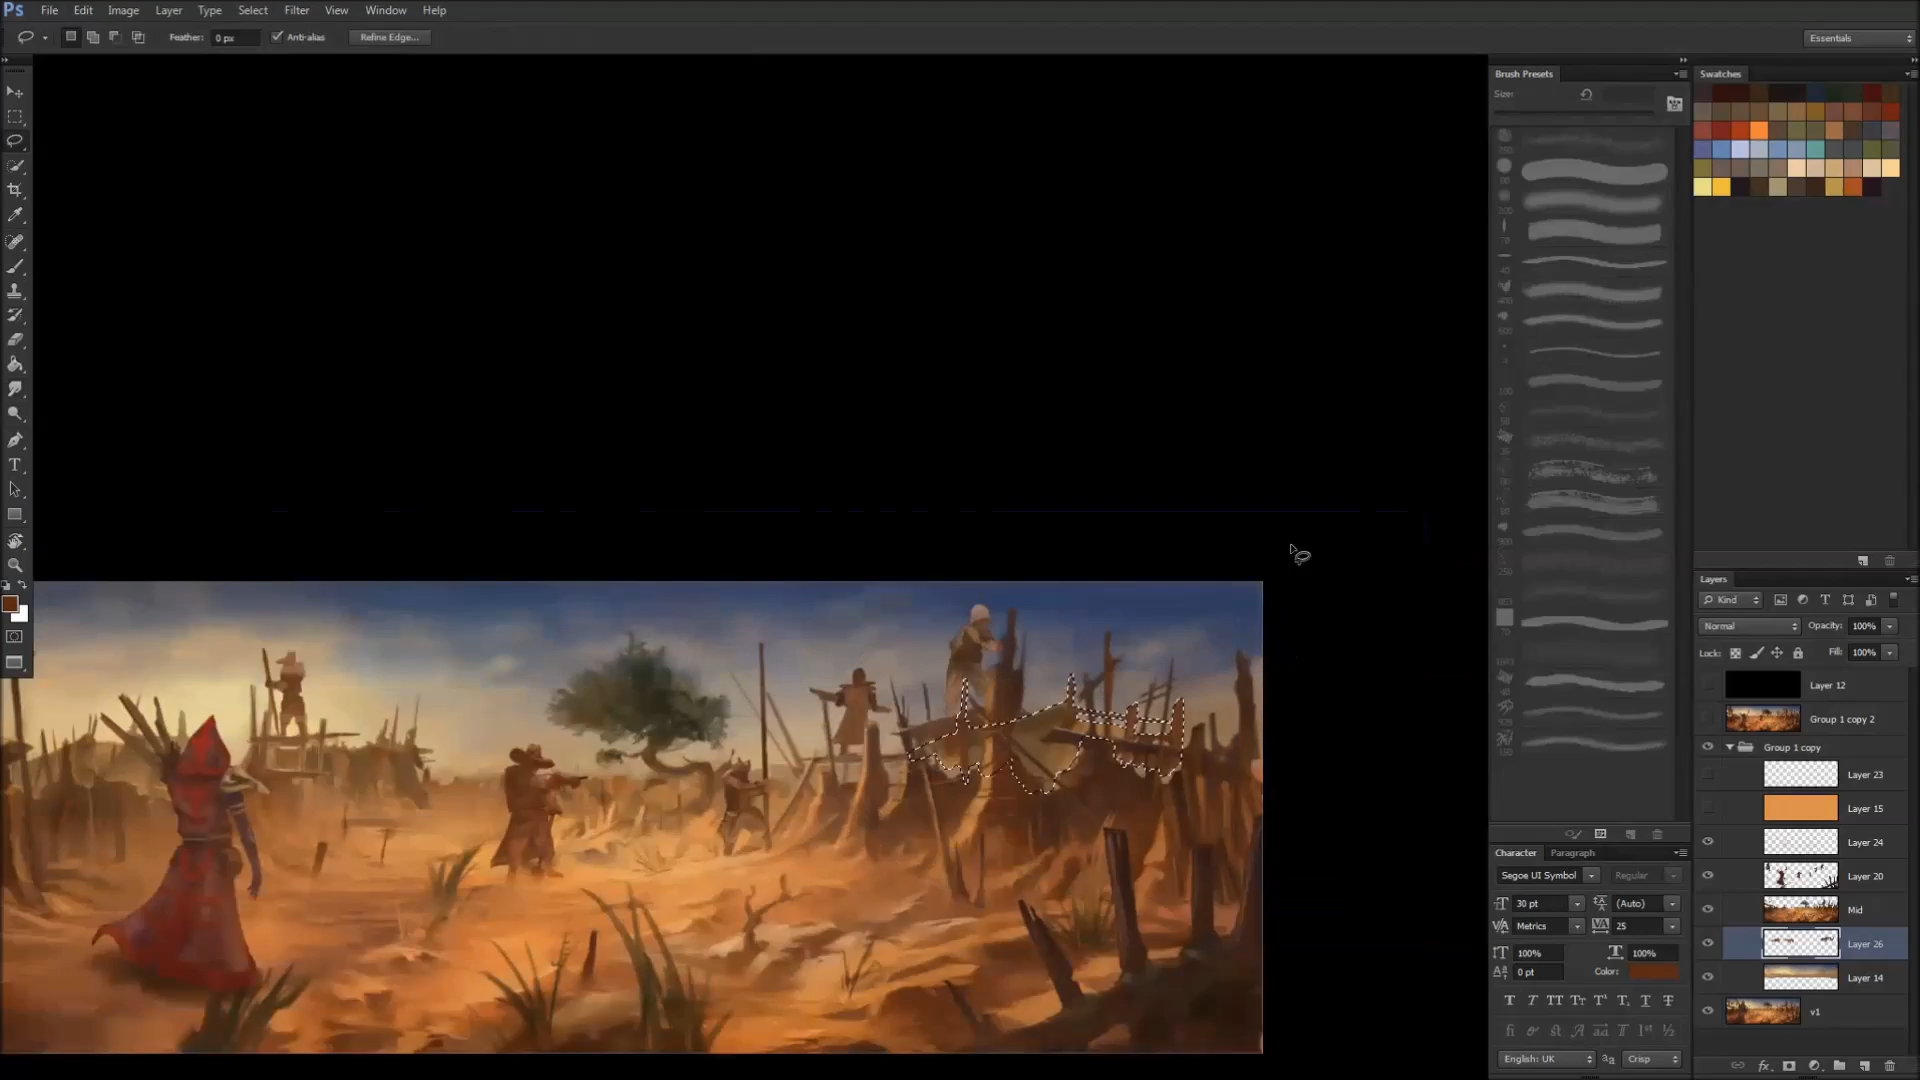 Ps File Edit Image Layer Type Select Filter View Window Help
Feather: 0 px Anti-alias Refine Edge... Essentials
Brush Presets
Size:
Swatches
Layers
Kind
Normal Opacity: 100%
Lock: Fill: 100%
Layer 12
Group 1 copy 2
Group 1 copy
Layer 23
Layer 15
Layer 24
Layer 20
Mid
Layer 26
Layer 14
v1
Character Paragraph
Segoe UI Symbol Regular
30 pt (Auto)
Metrics 25
100% 100%
0 pt Color:
English: UK Crisp